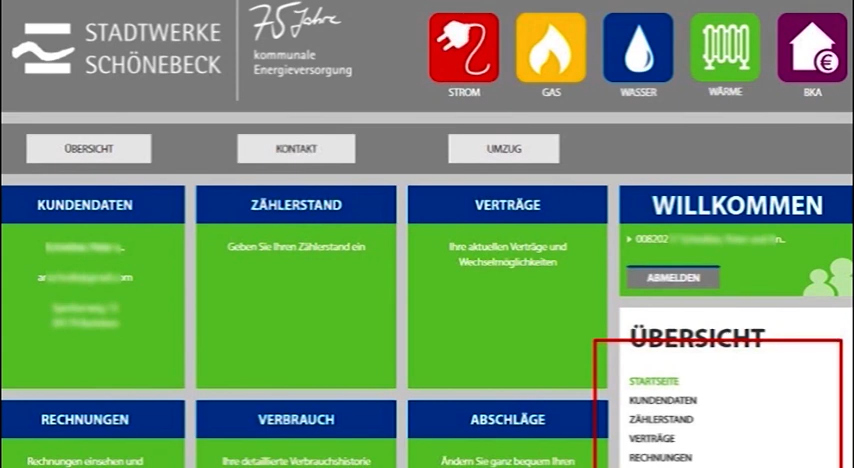 STADTWERKE
SCHÖNEBECK
75 Jahre
kommunale
Energieversorgung
STROM
GAS
WASSER
WÄRME
BKA
ÜBERSICHT
KONTAKT
UMZUG
KUNDENDATEN
ZÄHLERSTAND
Geben Sie Ihren Zählerstand ein
VERTRÄGE
Ihre aktuellen Verträge und
Wechselmöglichkeiten
WILLKOMMEN
008202
ABMELDEN
ÜBERSICHT
STARTSEITE
KUNDENDATEN
ZÄHLERSTAND
VERTRÄGE
RECHNUNGEN
RECHNUNGEN
Rechnungen einsehen und
VERBRAUCH
Ihre detaillierte Verbrauchshistorie
ABSCHLÄGE
Ändern Sie ganz bequem Ihren